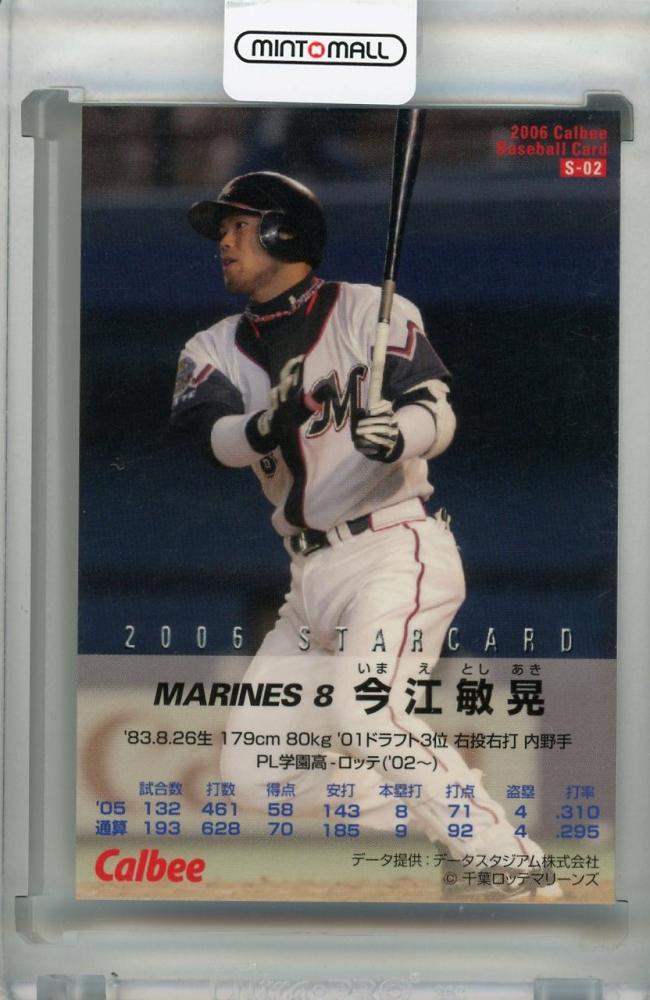 MINTMALL
2006 Calbee
Baseball Card
S-02
2006 STARCARD
いまえ としあき
MARINES 8 今江敏晃
'83.8.26生 179cm 80kg '01ドラフト3位 右投右打 内野手
PL学園高-ロッテ('02〜)
試合数 打数 得点 安打 本塁打 打点 盗塁 打率
'05 132 461 58 143 8 71 4 .310
通算 193 628 70 185 9 92 4 .295
Calbee
データ提供:データスタジアム株式会社
© 千葉ロッテマリーンズ